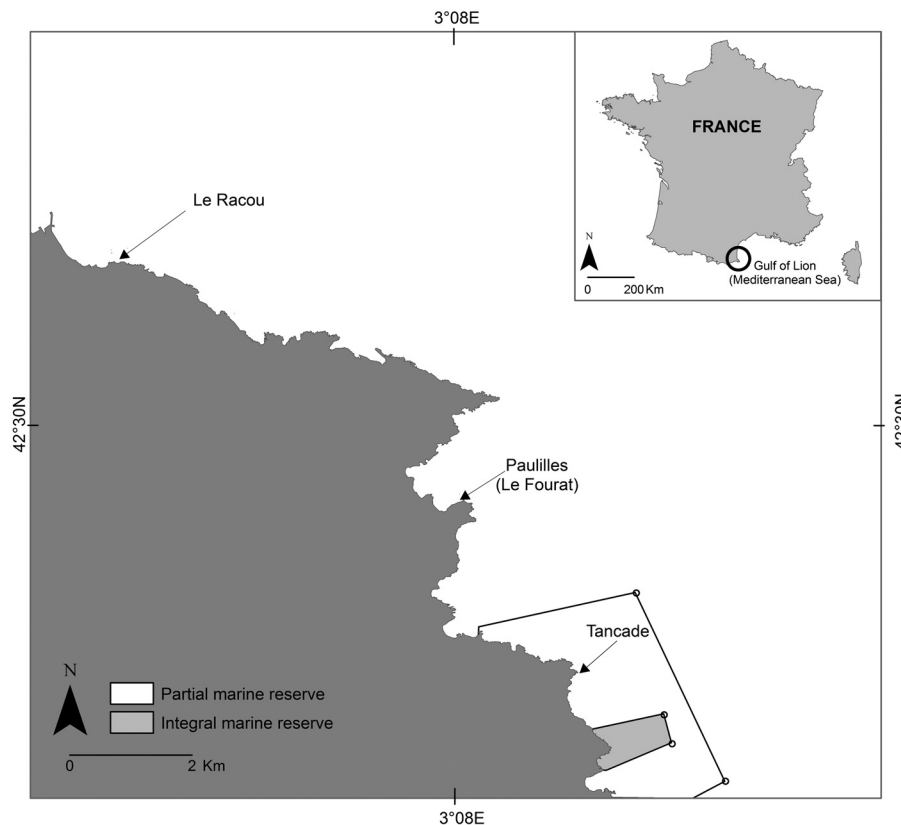 3°08E
FRANCE
N
0 200 Km
Gulf of Lion
(Mediterranean Sea)
Le Racou
42°30N
42°30N
Paulilles
(Le Fourat)
Tancade
N
Partial marine reserve
Integral marine reserve
0 2 Km
3°08E